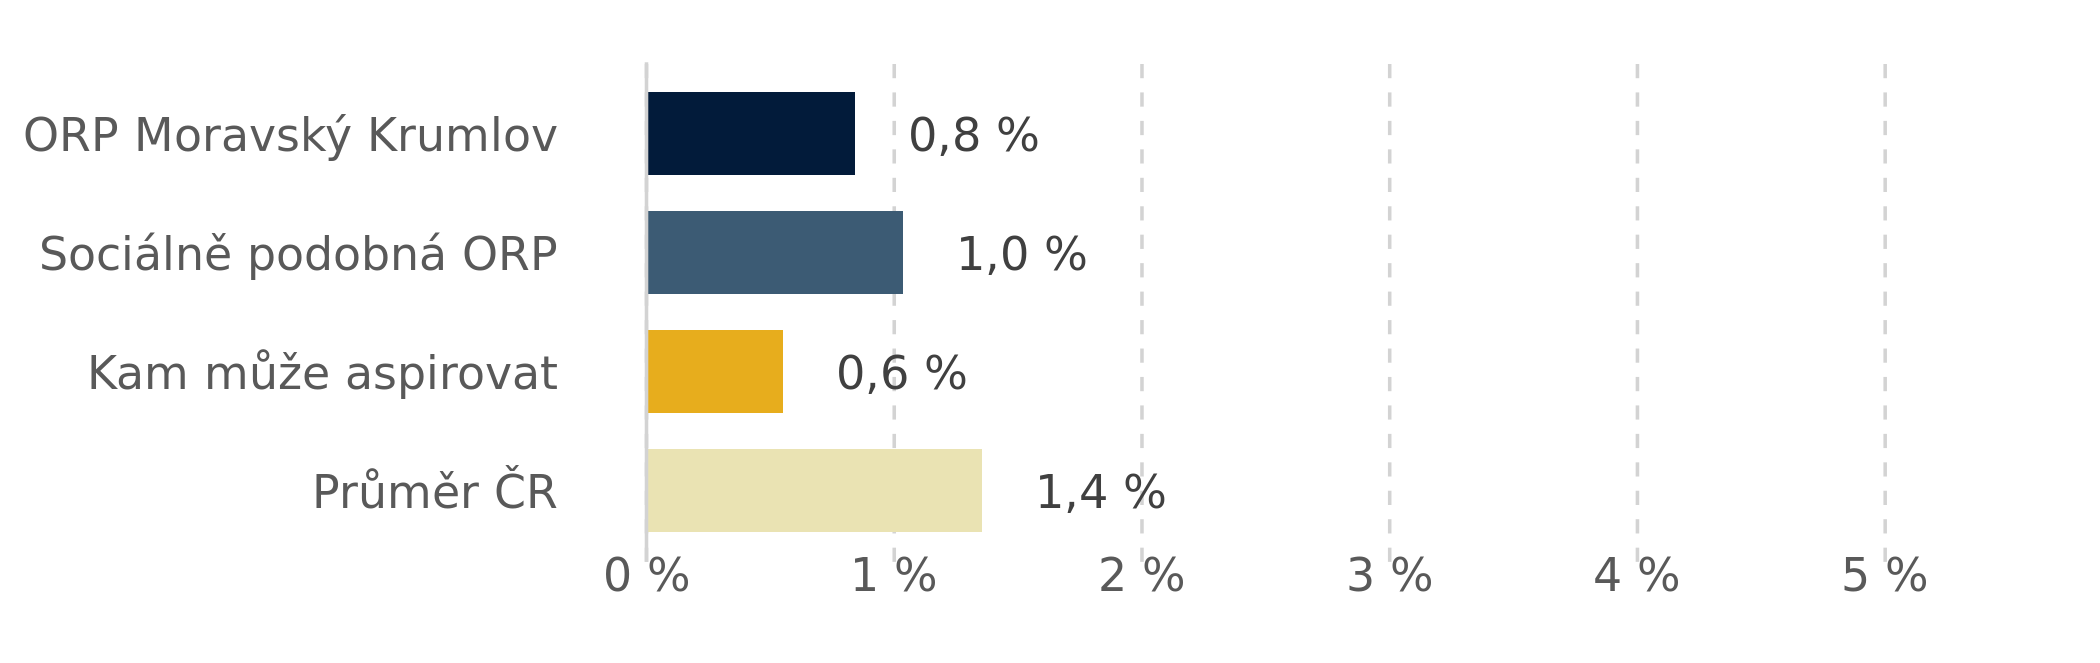 ORP Moravský Krumlov 0,8 %
Sociálně podobná ORP 1,0 %
Kam může aspirovat 0,6 %
Průměr ČR 1,4 %
0 % 1 % 2 % 3 % 4 % 5 %